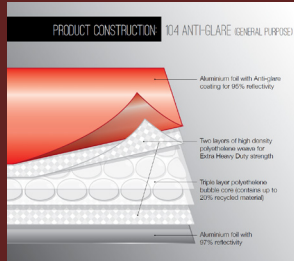 PRODUCT CONSTRUCTION: 104 ANTI-GLARE (GENERAL PURPOSE)
Aluminium foil with Anti-glare
coating for 95% reflectivity
Two layers of high density
polyethelene weave for
Extra Heavy Duty strength
Triple layer polyethelene
bubble core (contains up to
20% recycled material)
Aluminium foil with
97% reflectivity